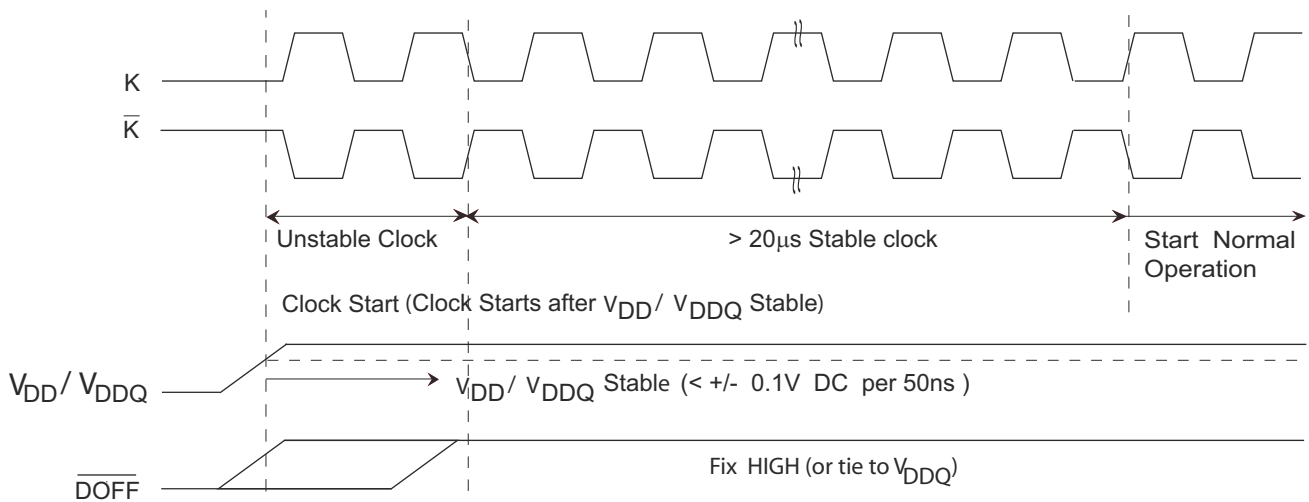 K
K̅
Unstable Clock
> 20μs Stable clock
Start Normal
Operation
Clock Start (Clock Starts after VDD / VDDQ Stable)
VDD / VDDQ
VDD / VDDQ Stable (< +/- 0.1V DC per 50ns )
D̅O̅F̅F̅
Fix HIGH (or tie to VDDQ)